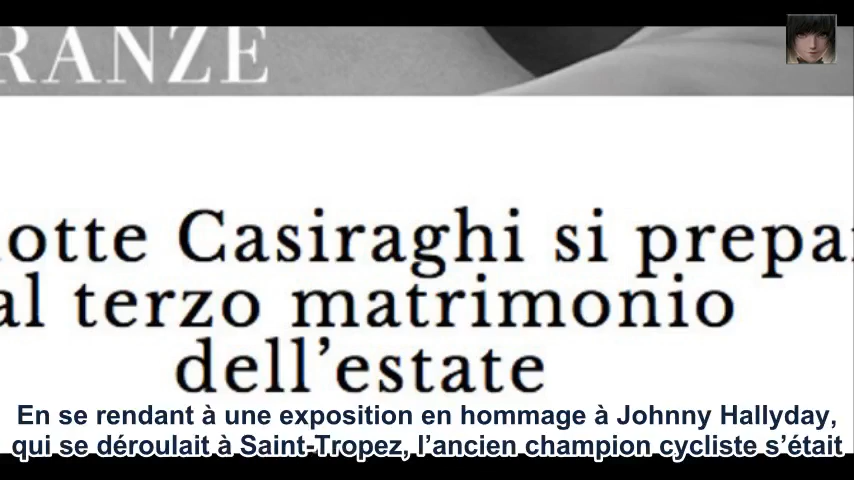 RANZE
otte Casiraghi si prepar
al terzo matrimonio
dell’estate
En se rendant à une exposition en hommage à Johnny Hallyday,
qui se déroulait à Saint-Tropez, l’ancien champion cycliste s’était